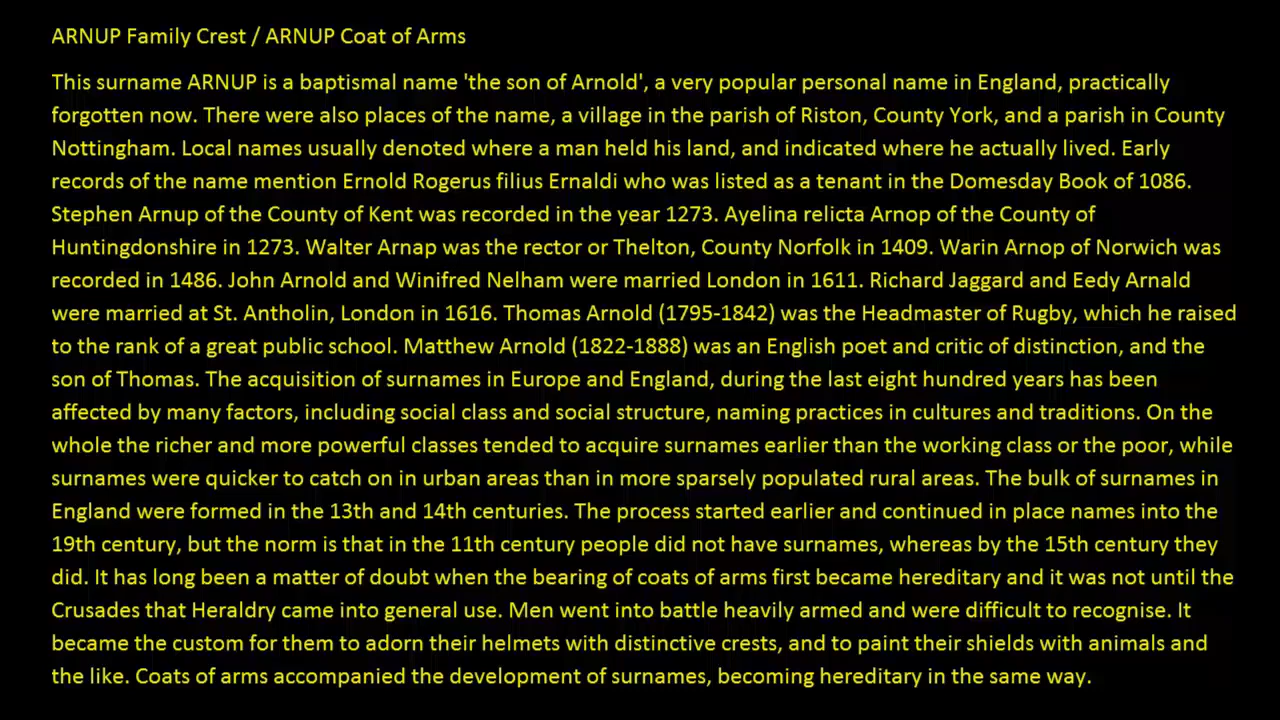 ARNUP Family Crest / ARNUP Coat of Arms
This surname ARNUP is a baptismal name 'the son of Arnold', a very popular personal name in England, practically
forgotten now. There were also places of the name, a village in the parish of Riston, County York, and a parish in County
Nottingham. Local names usually denoted where a man held his land, and indicated where he actually lived. Early
records of the name mention Ernold Rogerus filius Ernaldi who was listed as a tenant in the Domesday Book of 1086.
Stephen Arnup of the County of Kent was recorded in the year 1273. Ayelina relicta Arnop of the County of
Huntingdonshire in 1273. Walter Arnap was the rector or Thelton, County Norfolk in 1409. Warin Arnop of Norwich was
recorded in 1486. John Arnold and Winifred Nelham were married London in 1611. Richard Jaggard and Eedy Arnald
were married at St. Antholin, London in 1616. Thomas Arnold (1795-1842) was the Headmaster of Rugby, which he raised
to the rank of a great public school. Matthew Arnold (1822-1888) was an English poet and critic of distinction, and the
son of Thomas. The acquisition of surnames in Europe and England, during the last eight hundred years has been
affected by many factors, including social class and social structure, naming practices in cultures and traditions. On the
whole the richer and more powerful classes tended to acquire surnames earlier than the working class or the poor, while
surnames were quicker to catch on in urban areas than in more sparsely populated rural areas. The bulk of surnames in
England were formed in the 13th and 14th centuries. The process started earlier and continued in place names into the
19th century, but the norm is that in the 11th century people did not have surnames, whereas by the 15th century they
did. It has long been a matter of doubt when the bearing of coats of arms first became hereditary and it was not until the
Crusades that Heraldry came into general use. Men went into battle heavily armed and were difficult to recognise. It
became the custom for them to adorn their helmets with distinctive crests, and to paint their shields with animals and
the like. Coats of arms accompanied the development of surnames, becoming hereditary in the same way.